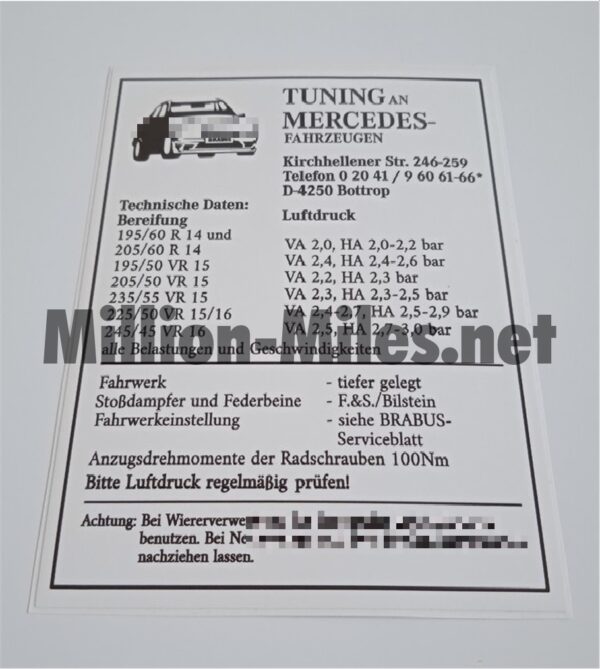 BRABUS
TUNING AN
MERCEDES-
FAHRZEUGEN
Kirchhellener Str. 246-259
Telefon 0 20 41 / 9 60 61-66*
D-4250 Bottrop
Technische Daten:
Bereifung
Luftdruck
195/60 R 14 und
205/60 R 14 VA 2,0, HA 2,0-2,2 bar
195/50 VR 15 VA 2,4, HA 2,4-2,6 bar
205/50 VR 15 VA 2,2, HA 2,3 bar
235/55 VR 15 VA 2,3, HA 2,3-2,5 bar
225/50 VR 15/16 VA 2,4-2,7, HA 2,5-2,9 bar
245/45 VR 16 VA 2,5, HA 2,7-3,0 bar
Million-Miles.net
alle Belastungen und Geschwindigkeiten
Fahrwerk - tiefer gelegt
Stoßdampfer und Federbeine - F.&S./Bilstein
Fahrwerkeinstellung - siehe BRABUS-
Serviceblatt
Anzugsdrehmomente der Radschrauben 100Nm
Bitte Luftdruck regelmäßig prüfen!
Achtung: Bei
benutzen. Bei
nachziehen lassen.